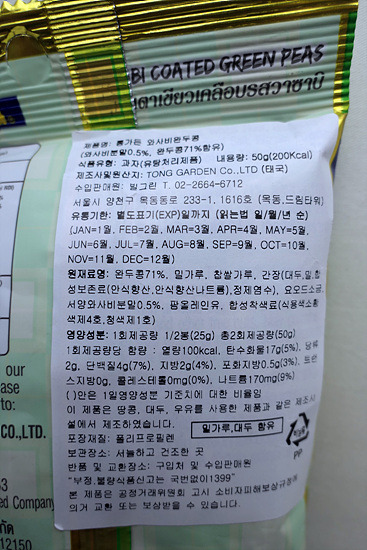 BI COATED GREEN PEAS
ถั่วลันเตาเขียวเคลือบรสวาซาบิ
제품명: 통가든 와사비완두콩
(와사비분말0.5%, 완두콩71%함유)
식품유형: 과자(유탕처리제품) 내용량: 50g(200Kcal)
제조사및원산지: TONG GARDEN Co.,LTD (태국)
수입판매원: 빌그린 T. 02-2664-6712
서울시 양천구 목동동로 233-1, 1616호 (목동,드림타워)
유통기한: 별도표기(EXP)일까지 (읽는법 일/월/년 순)
(JAN=1월, FEB=2월, MAR=3월, APR=4월, MAY=5월,
JUN=6월, JUL=7월, AUG=8월, SEP=9월, OCT=10월,
NOV=11월, DEC=12월)
원재료명: 완두콩71%, 밀가루, 찹쌀가루, 간장(대두,밀,합
성보존료(안식향산,안식향산나트륨),정제염수), 요오드소금,
서양와사비분말0.5%, 팜올레인유, 합성착색료(식용색소황
색제4호,청색제1호)
영양성분: 1회제공량 1/2봉(25g) 총2회제공량(50g)
1회제공량당 함량 : 열량100kcal, 탄수화물17g(5%), 당류
2g, 단백질4g(7%), 지방2g(4%), 포화지방0.5g(3%), 트란
스지방0g, 콜레스테롤0mg(0%), 나트륨170mg(9%)
( )안은 1일영양성분 기준치에 대한 비율임
이 제품은 땅콩, 대두, 우유를 사용한 제품과 같은 제조시
설에서 제조하였습니다.
밀가루,대두 함유
포장재질: 폴리프로필렌
보관장소: 서늘하고 건조한 곳
PP
반품 및 교환장소: 구입처 및 수입판매원
"부정,불량식품신고는 국번없이1399"
본 제품은 공정거래위원회 고시 소비자피해보상규정에
의거 교환 또는 보상받을 수 있습니다.
our
ase
to:
CO.,LTD.
53
ed Company
กัด
12150